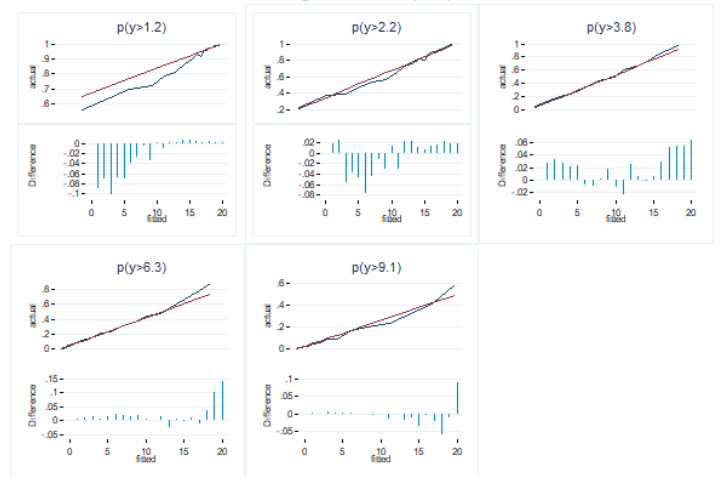 p(y>1.2)
1
.9
.8
.7
.6
actual
0
-.02
-.04
-.06
-.08
-.1
Difference
0 5 10 15 20
fitted
p(y>2.2)
1
.8
.6
.4
.2
actual
.02
0
-.02
-.04
-.06
-.08
Difference
0 5 10 15 20
fitted
p(y>3.8)
1
.8
.6
.4
.2
0
actual
.06
.04
.02
0
-.02
Difference
0 5 10 15 20
fitted
p(y>6.3)
.8
.6
.4
.2
0
actual
.15
.1
.05
0
-.05
Difference
0 5 10 15 20
fitted
p(y>9.1)
.6
.4
.2
0
actual
.1
.05
0
-.05
Difference
0 5 10 15 20
fitted